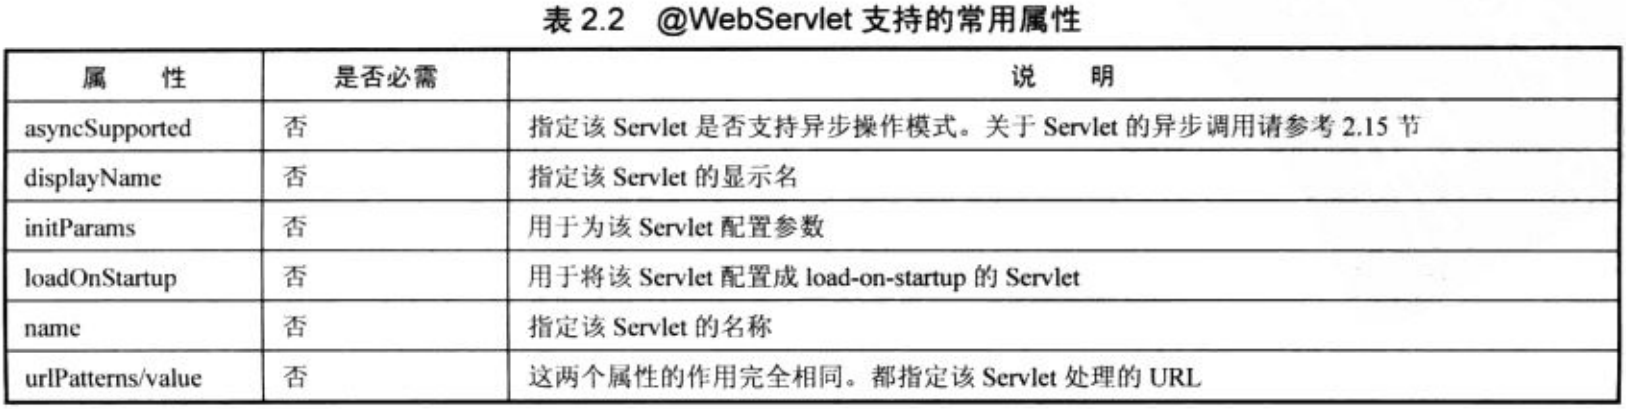 表 2.2 @WebServlet 支持的常用属性
属 性 是否必需 说 明
asyncSupported 否 指定该 Servlet 是否支持异步操作模式。关于 Servlet 的异步调用请参考 2.15 节
displayName 否 指定该 Servlet 的显示名
initParams 否 用于为该 Servlet 配置参数
loadOnStartup 否 用于将该 Servlet 配置成 load-on-startup 的 Servlet
name 否 指定该 Servlet 的名称
urlPatterns/value 否 这两个属性的作用完全相同。都指定该 Servlet 处理的 URL